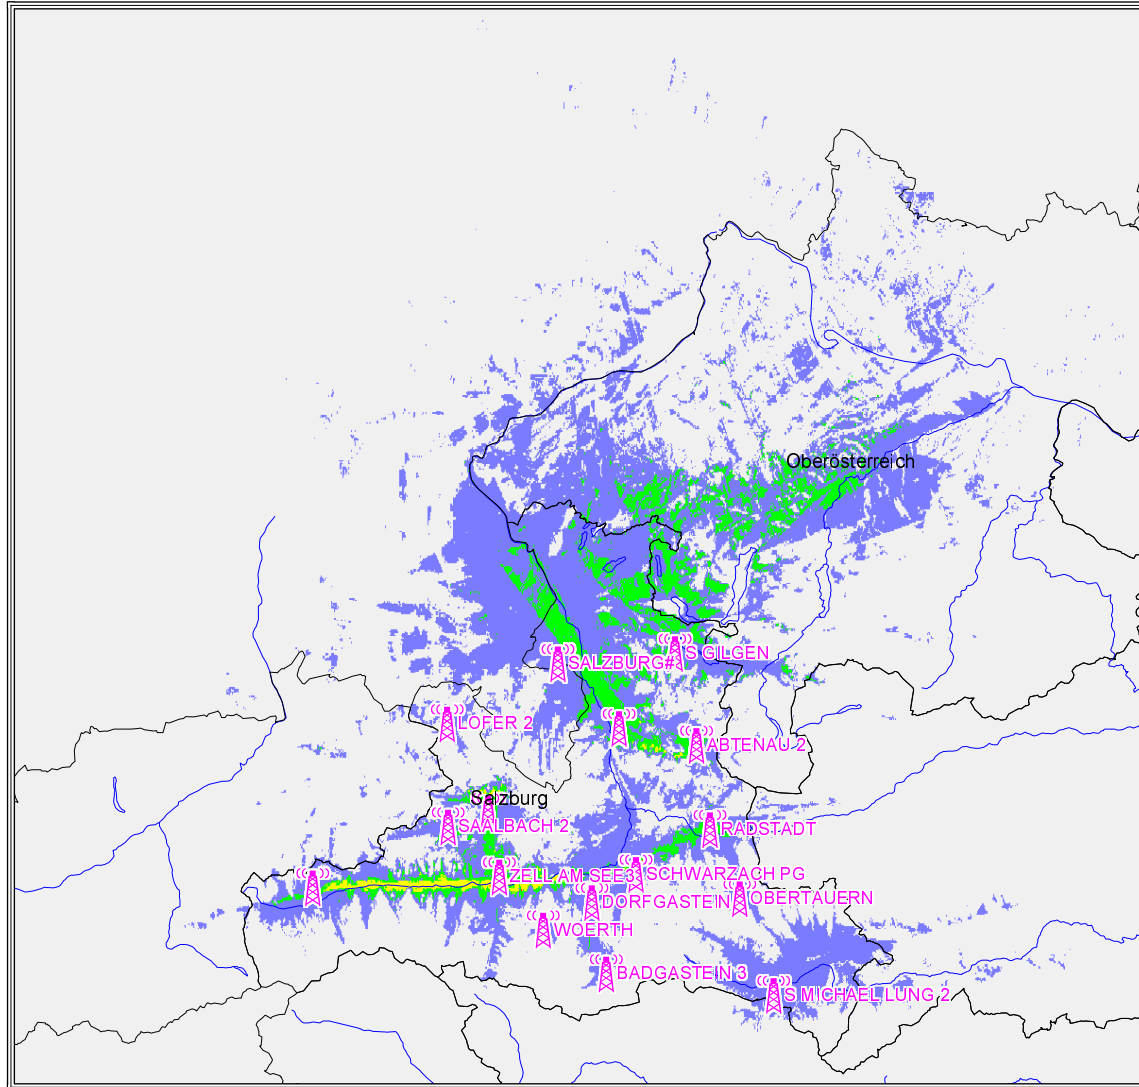 Oberösterreich
S GILGEN
SALZBURG#3
LOFER 2
ABTENAU 2
Salzburg
SAALBACH 2
RADSTADT
ZELL AM SEE3
SCHWARZACH PG
DORFGASTEIN
OBERTAUERN
WOERTH
BADGASTEIN 3
S MICHAEL LUNG 2